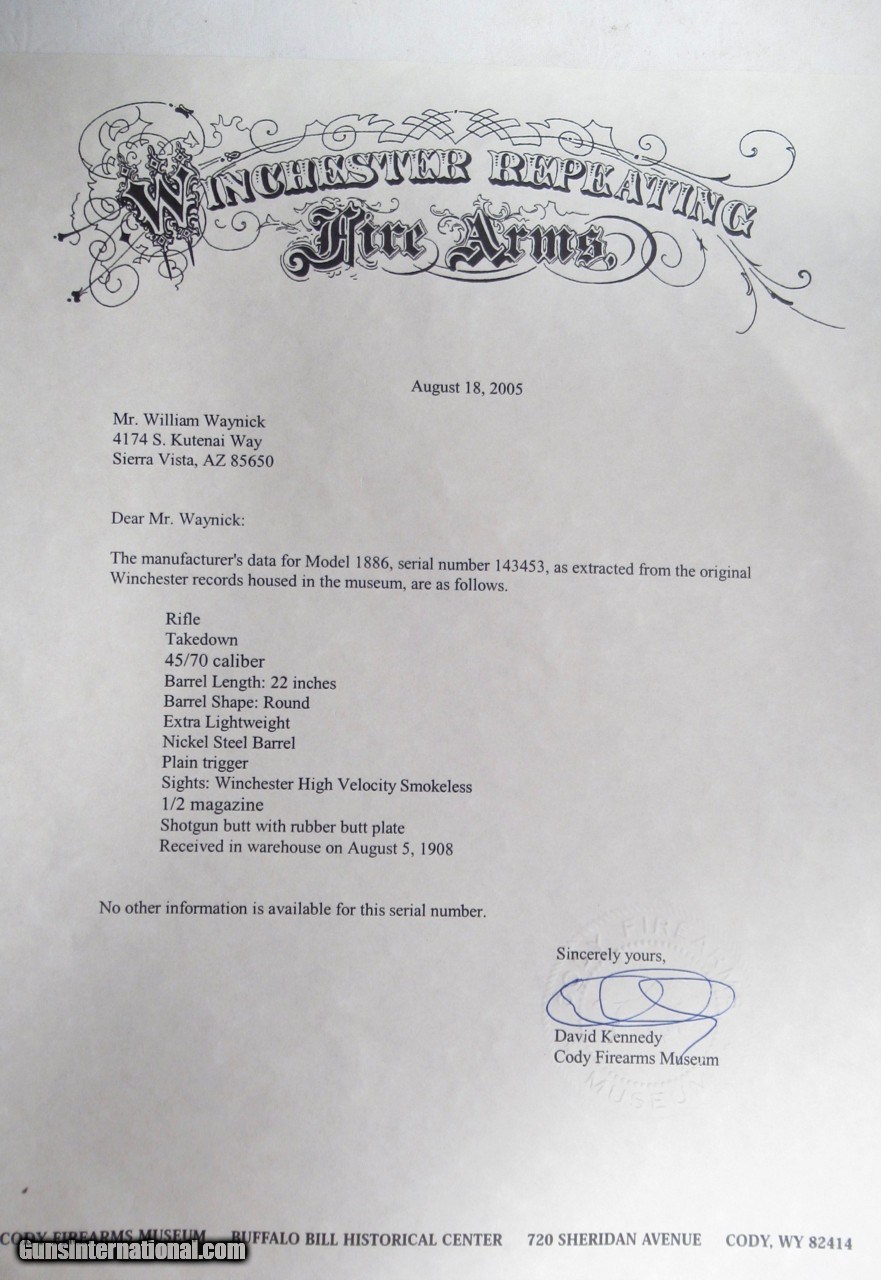 WINCHESTER REPEATING
Fire Arms,
August 18, 2005
Mr. William Waynick
4174 S. Kutenai Way
Sierra Vista, AZ 85650
Dear Mr. Waynick:
The manufacturer's data for Model 1886, serial number 143453, as extracted from the original
Winchester records housed in the museum, are as follows.
Rifle
Takedown
45/70 caliber
Barrel Length: 22 inches
Barrel Shape: Round
Extra Lightweight
Nickel Steel Barrel
Plain trigger
Sights: Winchester High Velocity Smokeless
1/2 magazine
Shotgun butt with rubber butt plate
Received in warehouse on August 5, 1908
No other information is available for this serial number.
Sincerely yours,
David Kennedy
Cody Firearms Museum
FIREARMS
MUSEUM
CODY FIREARMS MUSEUM BUFFALO BILL HISTORICAL CENTER 720 SHERIDAN AVENUE CODY, WY 82414
GunsInternational.com